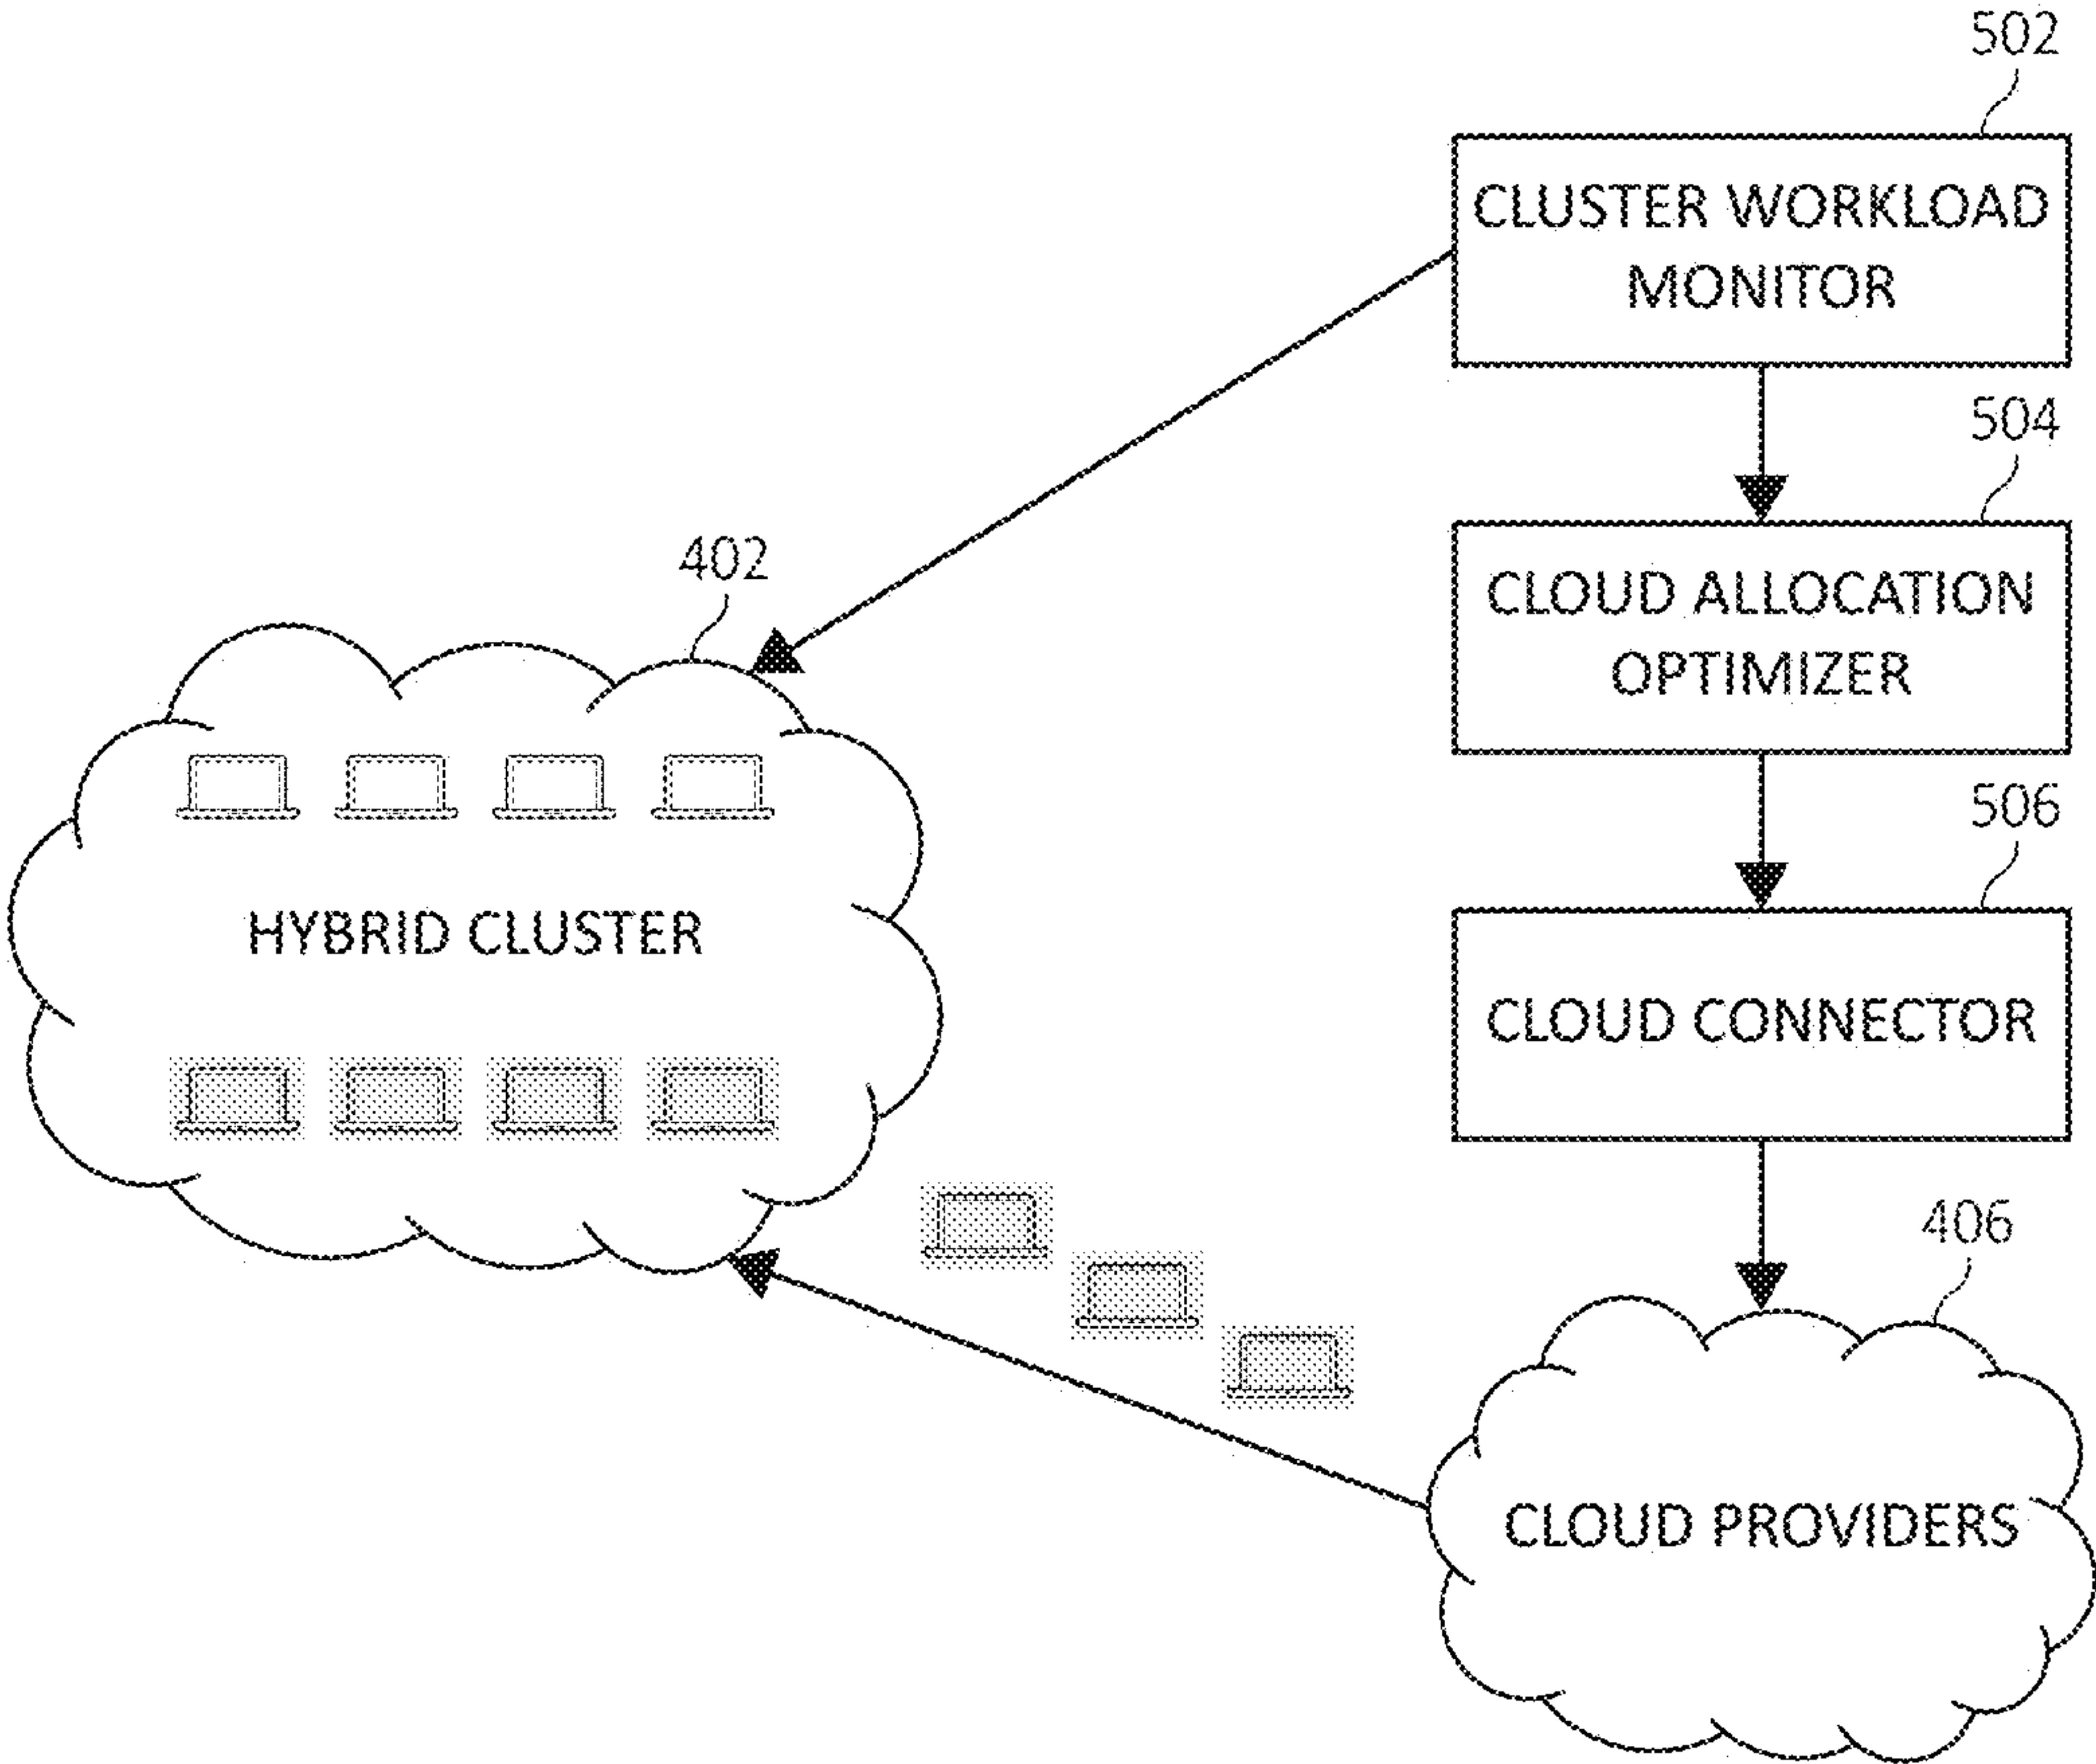 502
CLUSTER WORKLOAD
MONITOR
504
CLOUD ALLOCATION
OPTIMIZER
402
HYBRID CLUSTER
506
CLOUD CONNECTOR
406
CLOUD PROVIDERS